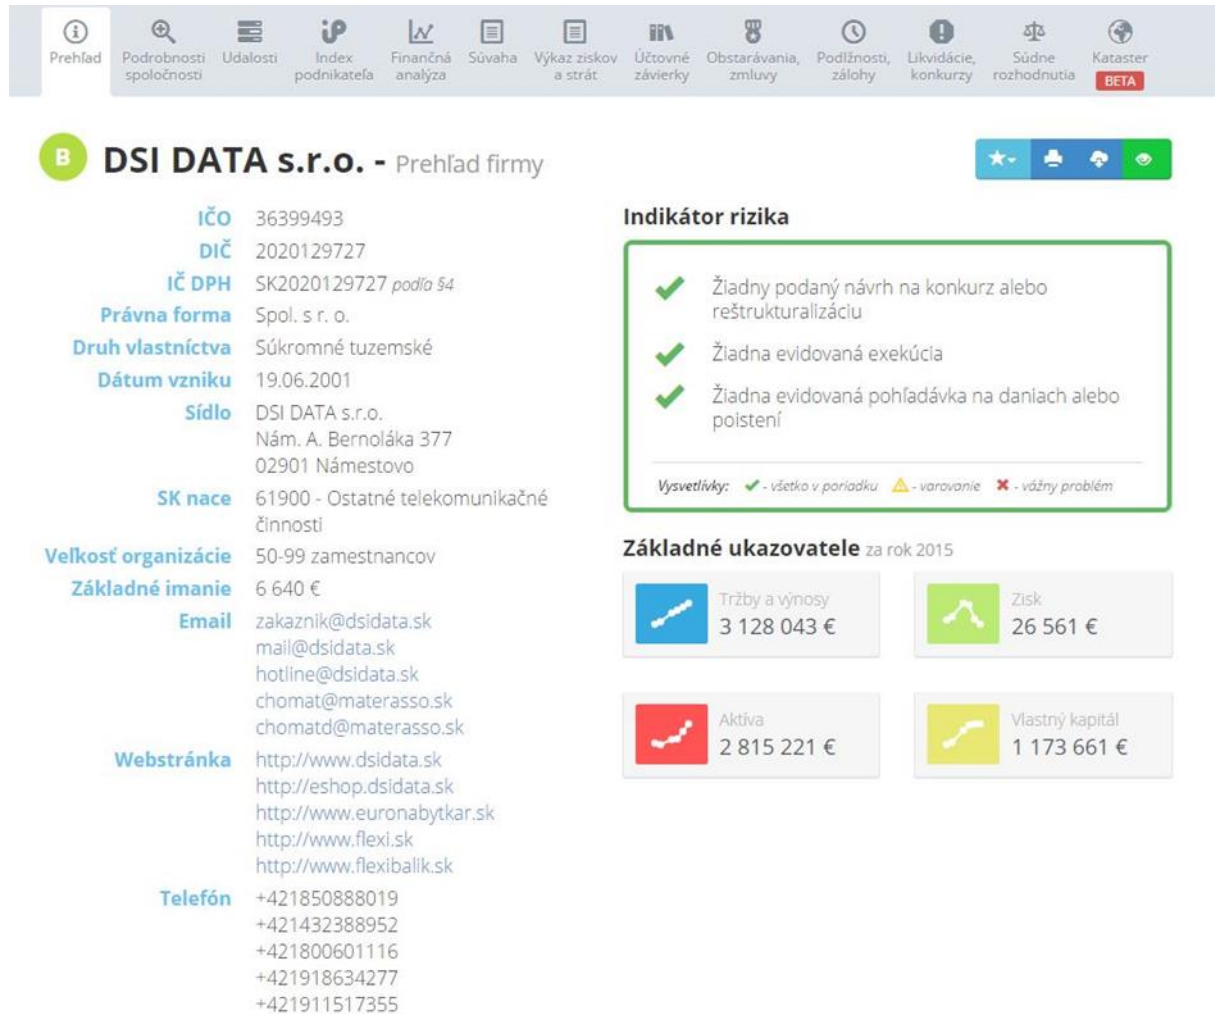 Prehľad
Podrobnosti spoločnosti
Udalosti
Index podnikateľa
Finančná analýza
Súvaha
Výkaz ziskov a strát
Účtovné závierky
Obstarávania, zmluvy
Podlžnosti, zálohy
Likvidácie, konkurzy
Súdne rozhodnutia
Kataster BETA
B DSI DATA s.r.o. - Prehľad firmy
IČO 36399493
DIČ 2020129727
IČ DPH SK2020129727 podľa §4
Právna forma Spol. s r. o.
Druh vlastníctva Súkromné tuzemské
Dátum vzniku 19.06.2001
Sídlo DSI DATA s.r.o.
Nám. A. Bernoláka 377
02901 Námestovo
SK nace 61900 - Ostatné telekomunikačné
činnosti
Veľkosť organizácie 50-99 zamestnancov
Základné imanie 6 640 €
Email zakaznik@dsidata.sk
mail@dsidata.sk
hotline@dsidata.sk
chomat@materasso.sk
chomatd@materasso.sk
Webstránka http://www.dsidata.sk
http://eshop.dsidata.sk
http://www.euronabytkar.sk
http://www.flexi.sk
http://www.flexibalik.sk
Telefón +421850888019
+421432388952
+421800601116
+421918634277
+421911517355
Indikátor rizika
Žiadny podaný návrh na konkurz alebo
reštrukturalizáciu
Žiadna evidovaná exekúcia
Žiadna evidovaná pohľadávka na daniach alebo
poistení
Vysvetlívky: - všetko v poriadku - varovanie - vážny problém
Základné ukazovatele za rok 2015
Tržby a výnosy
3 128 043 €
Zisk
26 561 €
Aktíva
2 815 221 €
Vlastný kapitál
1 173 661 €